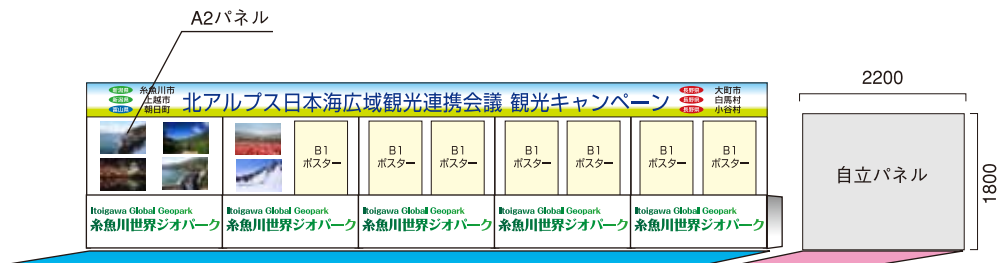 A2パネル
新潟県 糸魚川市
新潟県 上越市
富山県 朝日町
北アルプス日本海広域観光連携会議 観光キャンペーン
長野県 大町市
長野県 白馬村
長野県 小谷村
B1
ポスター
B1
ポスター
B1
ポスター
B1
ポスター
B1
ポスター
B1
ポスター
B1
ポスター
Itoigawa Global Geopark
糸魚川世界ジオパーク
Itoigawa Global Geopark
糸魚川世界ジオパーク
Itoigawa Global Geopark
糸魚川世界ジオパーク
Itoigawa Global Geopark
糸魚川世界ジオパーク
Itoigawa Global Geopark
糸魚川世界ジオパーク
2200
自立パネル
1800